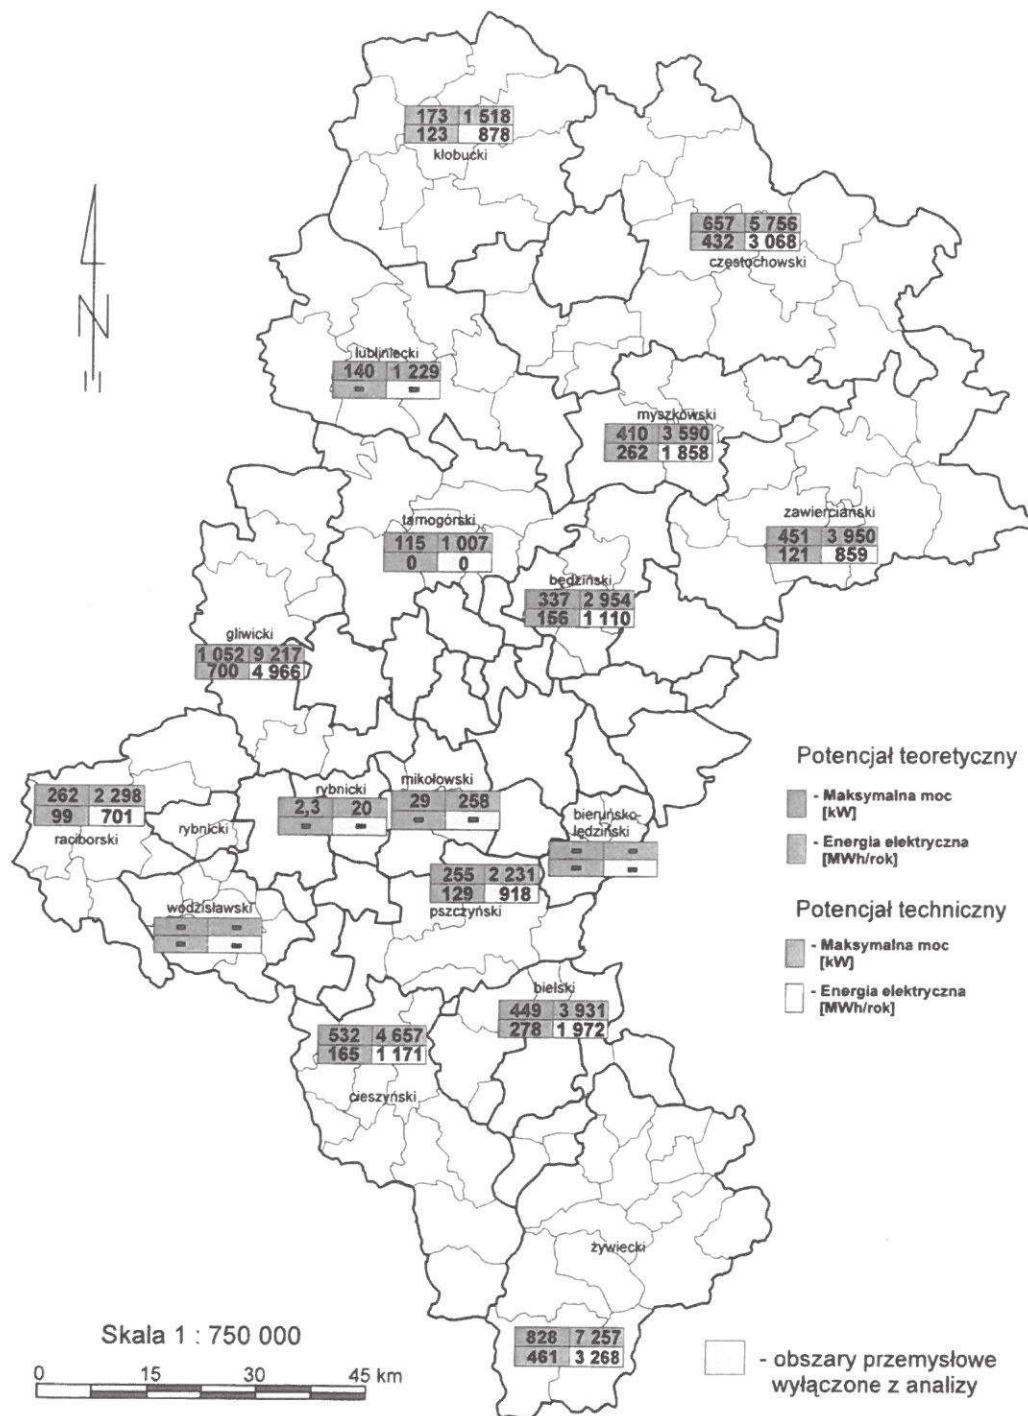 173 1 518
123 878
kłobucki
657 5 756
432 3 068
częstochowski
lubliniecki
140 1 229
- -
myszkowski
410 3 590
262 1 858
zawierciański
451 3 950
121 859
tarnogórski
115 1 007
0 0
będziński
337 2 954
156 1 110
gliwicki
1 052 9 217
700 4 966
Potencjał teoretyczny
- Maksymalna moc
[kW]
- Energia elektryczna
[MWh/rok]
Potencjał techniczny
- Maksymalna moc
[kW]
- Energia elektryczna
[MWh/rok]
262 2 298
99 701
raciborski
rybnicki
rybnicki
2,3 20
- -
mikołowski
29 258
- -
bieruńsko-
lędziński
- -
- -
255 2 231
129 918
pszczyński
wodzisławski
- -
- -
bielski
449 3 931
278 1 972
532 4 657
165 1 171
cieszyński
żywiecki
828 7 257
461 3 268
N
Skala 1 : 750 000
0 15 30 45 km
- obszary przemysłowe
wyłączone z analizy